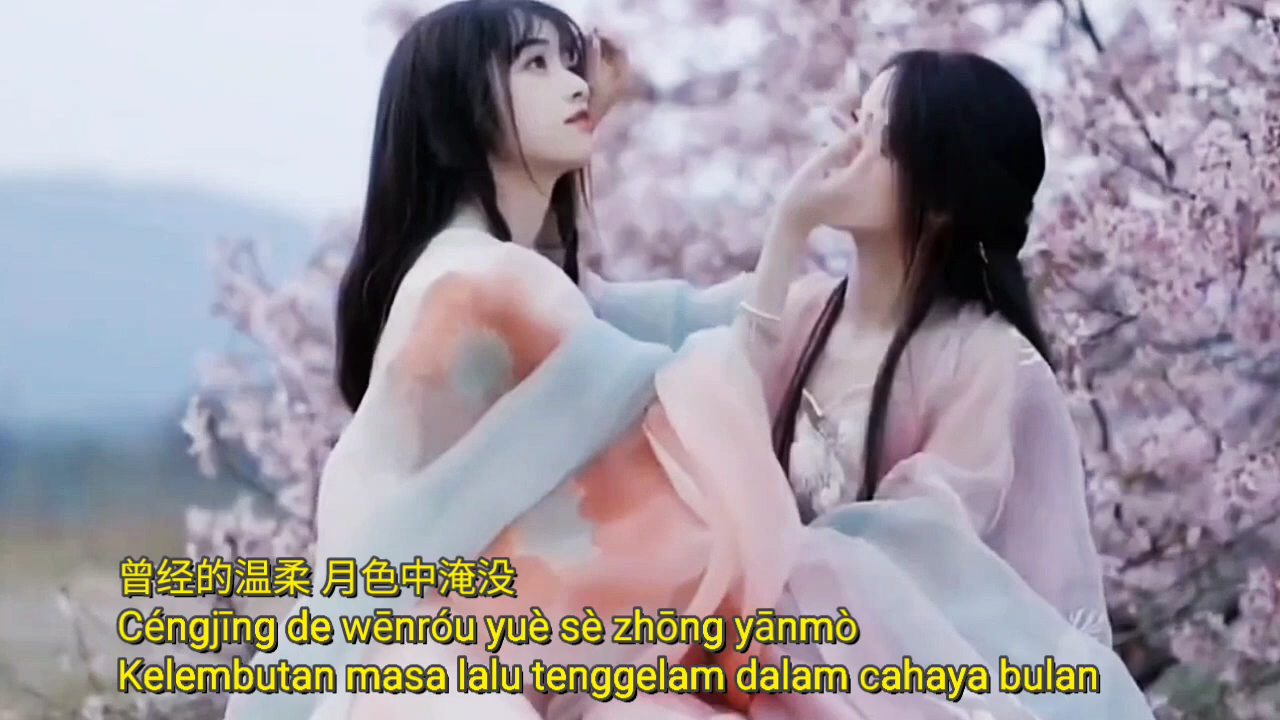 曾经的温柔 月色中淹没
Céngjīng de wēnróu yuè sè zhōng yānmò
Kelembutan masa lalu tenggelam dalam cahaya bulan